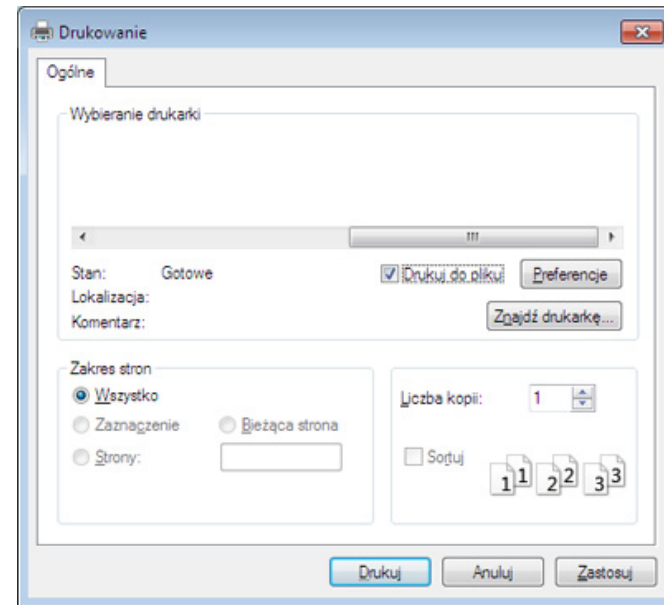 Drukowanie
Ogólne
Wybieranie drukarki
Stan: Gotowe
Drukuj do pliku
Preferencje
Lokalizacja:
Komentarz:
Znajdź drukarkę...
Zakres stron
Wszystko
Zaznaczenie
Bieżąca strona
Strony:
Liczba kopii: 1
Sortuj
1 1 2 2 3 3
Drukuj
Anuluj
Zastosuj